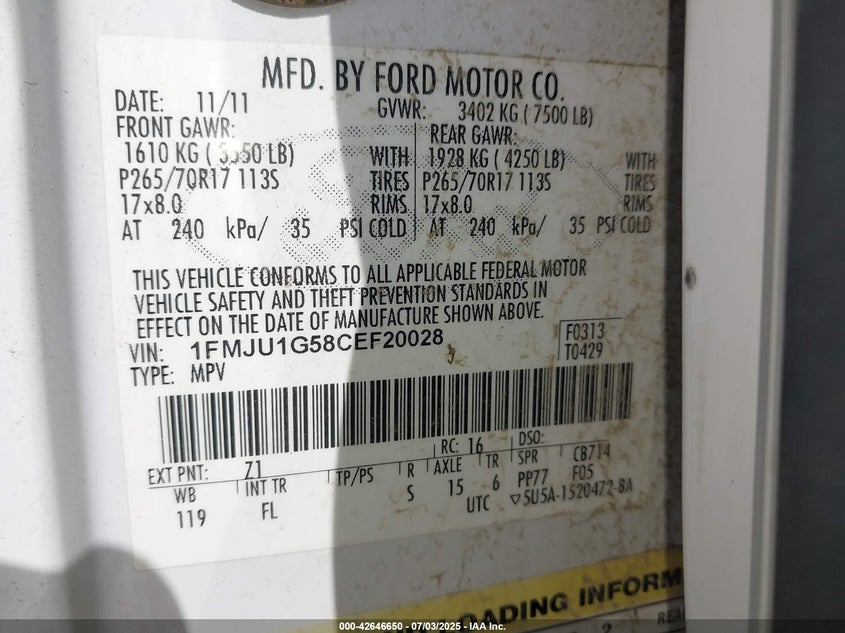 MFD. BY FORD MOTOR CO.
DATE: 11/11 GVWR: 3402 KG ( 7500 LB)
FRONT GAWR: REAR GAWR:
1610 KG ( 3550 LB) WITH 1928 KG ( 4250 LB) WITH
P265/70R17 113S TIRES P265/70R17 113S TIRES
17x8.0 RIMS 17x8.0 RIMS
AT 240 kPa/ 35 PSI COLD AT 240 kPa/ 35 PSI COLD
THIS VEHICLE CONFORMS TO ALL APPLICABLE FEDERAL MOTOR
VEHICLE SAFETY AND THEFT PREVENTION STANDARDS IN
EFFECT ON THE DATE OF MANUFACTURE SHOWN ABOVE.
VIN: 1FMJU1G58CEF20028 F0313
TYPE: MPV T0429
EXT PNT: Z1 RC: 16 DSO:
WB INT TR TP/PS R AXLE TR SPR CB714
119 FL S 15 6 PP77 F05
UTC ▽5U5A-1520472-BA
LOADING INFORM
2 REA
000-42646650 | 07/03/2025 - IAA Inc.